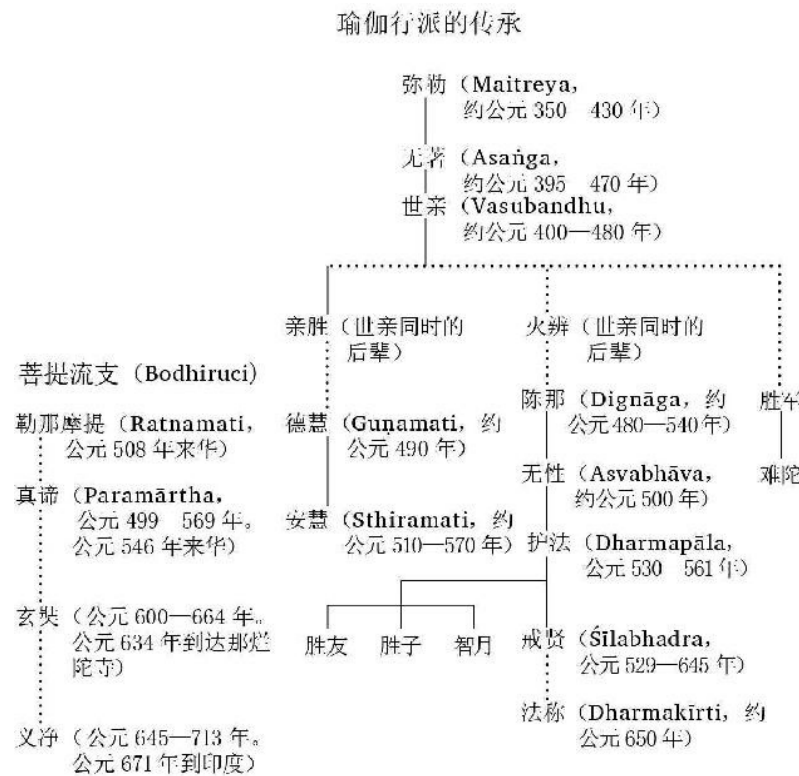 瑜伽行派的传承
弥勒（Maitreya，
约公元 350 430 年）
无著（Asaṅga，
约公元 395 470 年）
世亲（Vasubandhu，
约公元 400—480 年）
亲胜（世亲同时的
后辈）
火辨（世亲同时的
后辈）
菩提流支（Bodhiruci）
勒那摩提（Ratnamati，
公元 508 年来华）
德慧（Guṇamati，约
公元 490 年）
陈那（Dignāga，约
公元 480—540 年）
胜军
真谛（Paramārtha，
公元 499 569 年。
公元 546 年来华）
安慧（Sthiramati，约
公元 510—570 年）
无性（Asvabhāva，
约公元 500 年）
难陀
护法（Dharmapāla，
公元 530 561 年）
玄奘（公元 600—664 年。
公元 634 年到达那烂
陀寺）
胜友
胜子
智月
戒贤（Śīlabhadra，
公元 529—645 年）
义净（公元 645—713 年。
公元 671 年到印度）
法称（Dharmakīrti，约
公元 650 年）